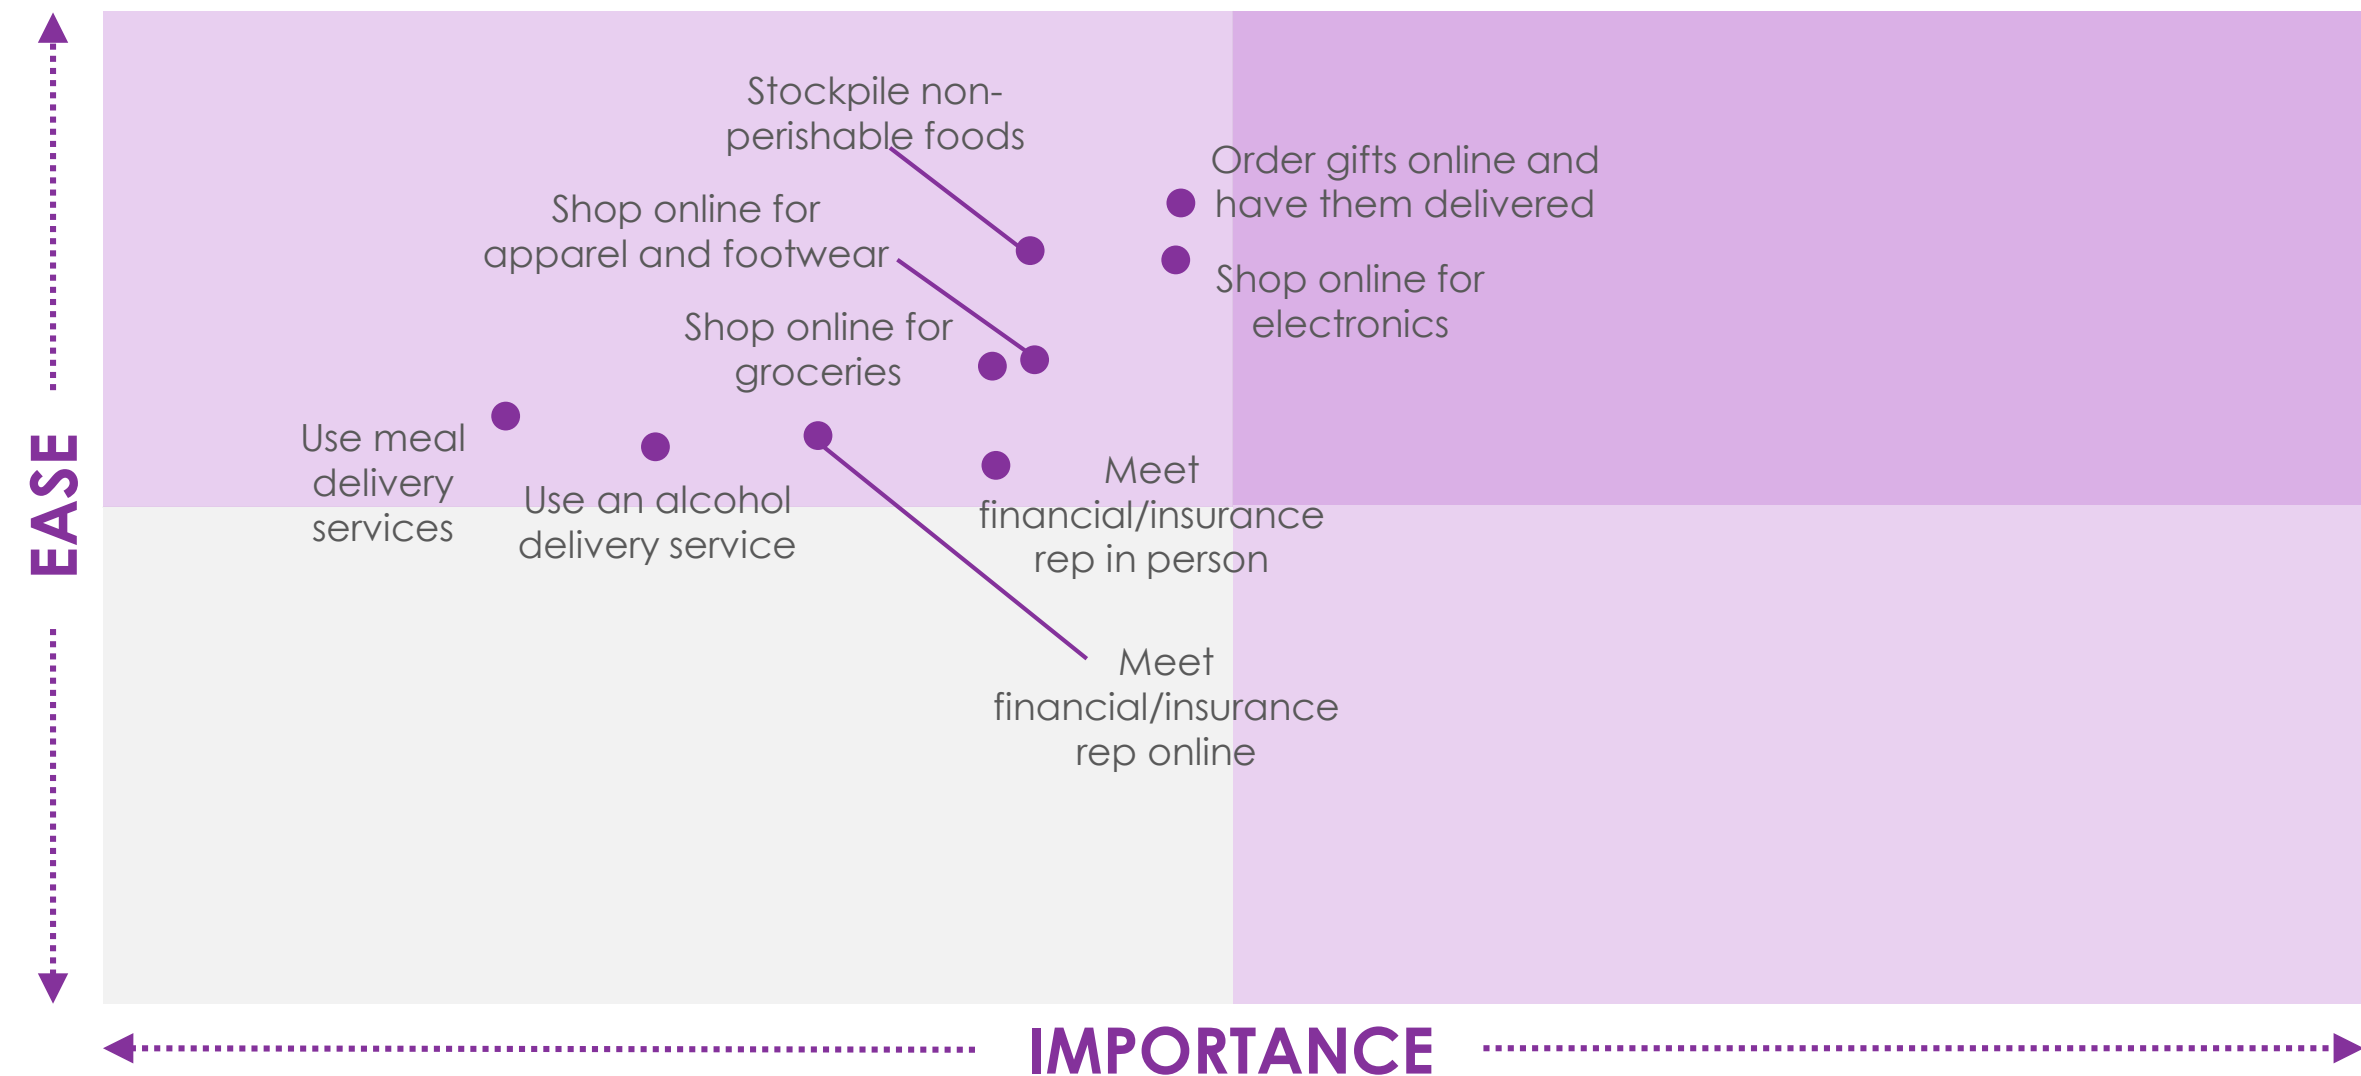 Stockpile non-
perishable foods
Order gifts online and
have them delivered
Shop online for
apparel and footwear
Shop online for
electronics
Shop online for
groceries
Use meal
delivery
services
Use an alcohol
delivery service
Meet
financial/insurance
rep in person
Meet
financial/insurance
rep online
EASE
IMPORTANCE